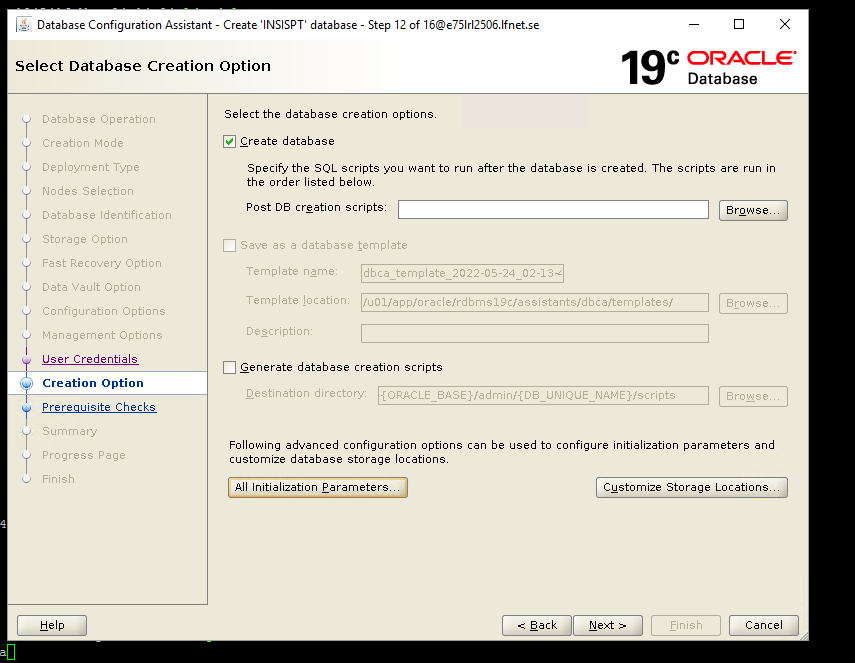 Database Configuration Assistant - Create 'INSISPT' database - Step 12 of 16@e75lrl2506.lfnet.se
Select Database Creation Option
19c ORACLE
Database
Database Operation
Creation Mode
Deployment Type
Nodes Selection
Database Identification
Storage Option
Fast Recovery Option
Data Vault Option
Configuration Options
Management Options
User Credentials
Creation Option
Prerequisite Checks
Summary
Progress Page
Finish
Select the database creation options.
Create database
Specify the SQL scripts you want to run after the database is created. The scripts are run in
the order listed below.
Post DB creation scripts:
Browse...
Save as a database template
Template name: dbca_template_2022-05-24_02-13-
Template location: /u01/app/oracle/rdbms19c/assistants/dbca/templates/ Browse...
Description:
Generate database creation scripts
Destination directory: {ORACLE_BASE}/admin/{DB_UNIQUE_NAME}/scripts Browse...
Following advanced configuration options can be used to configure initialization parameters and
customize database storage locations.
All Initialization Parameters... Customize Storage Locations...
Help < Back Next > Finish Cancel
4
a